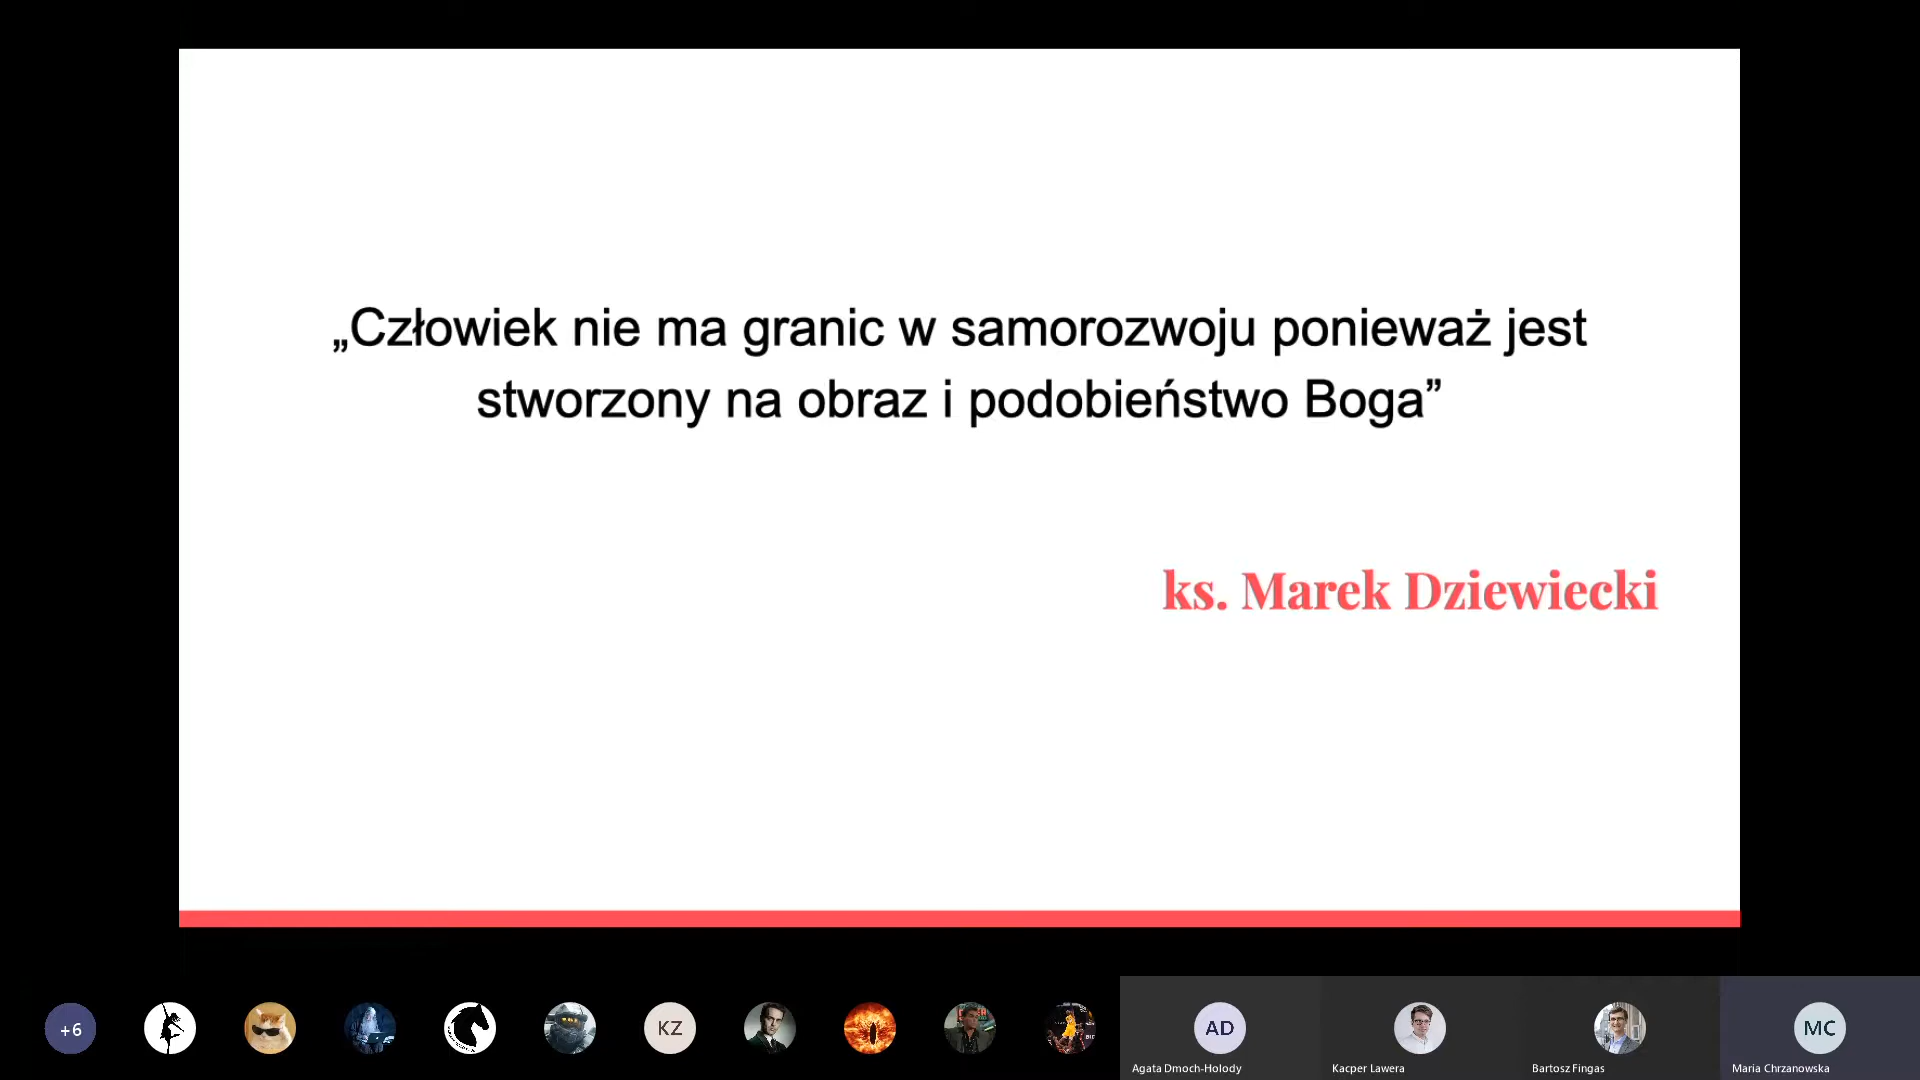 „Człowiek nie ma granic w samorozwoju ponieważ jest
stworzony na obraz i podobieństwo Boga”
ks. Marek Dziewiecki
+6
KZ
AD
MC
Agata Dmoch-Holody
Kacper Lawera
Bartosz Fingas
Maria Chrzanowska